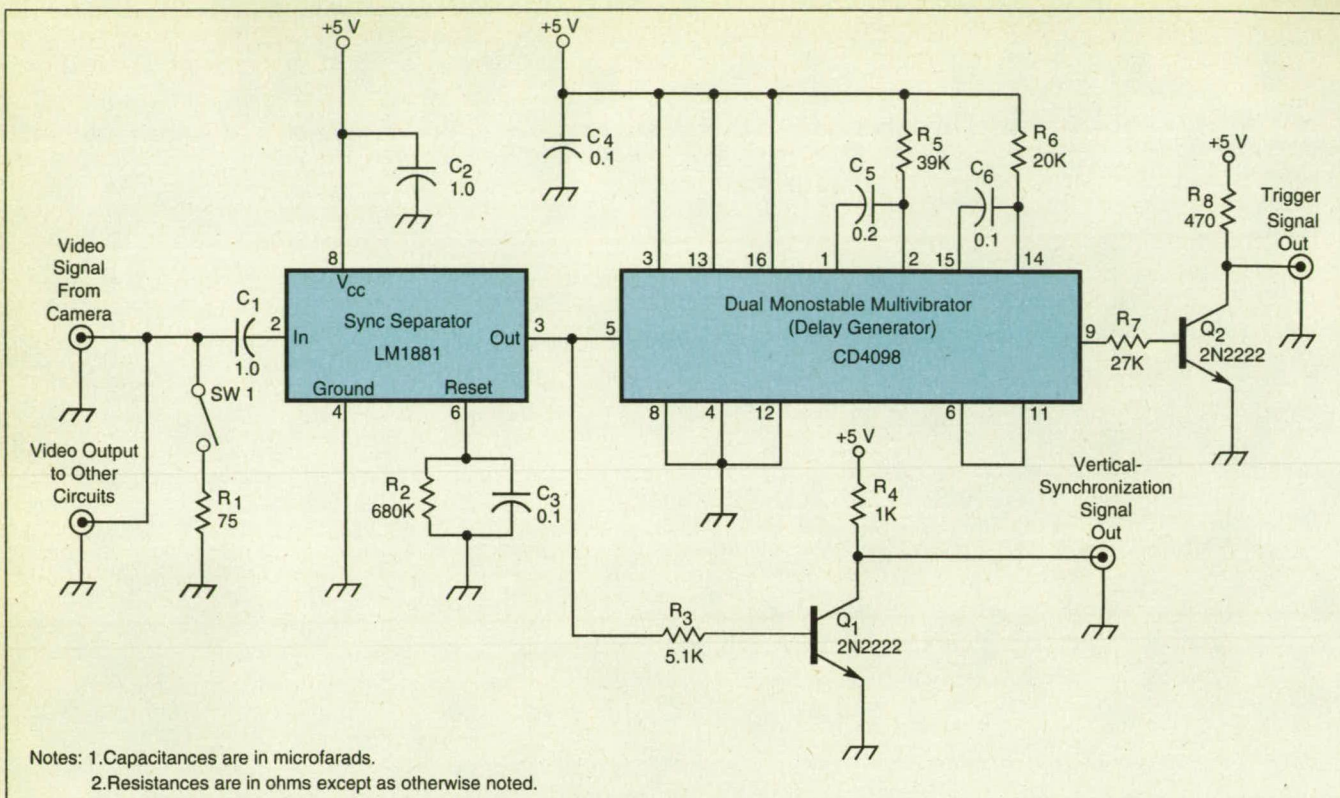 +5 V
+5 V
C2
1.0
C4
0.1
R5
39K
R6
20K
C5
0.2
C6
0.1
+5 V
R8
470
Trigger
Signal
Out
Video
Signal
From
Camera
C1
1.0
2
8
VCC
Sync Separator
LM1881
In
Out
Ground
Reset
4
6
3
5
3
13
16
1
2
15
14
Dual Monostable Multivibrator
(Delay Generator)
CD4098
8
4
12
6
11
9
R7
27K
Q2
2N2222
SW 1
Video Output
to Other
Circuits
R1
75
R2
680K
C3
0.1
+5 V
R4
1K
Vertical-
Synchronization
Signal
Out
R3
5.1K
Q1
2N2222
Notes: 1.Capacitances are in microfarads.
2.Resistances are in ohms except as otherwise noted.